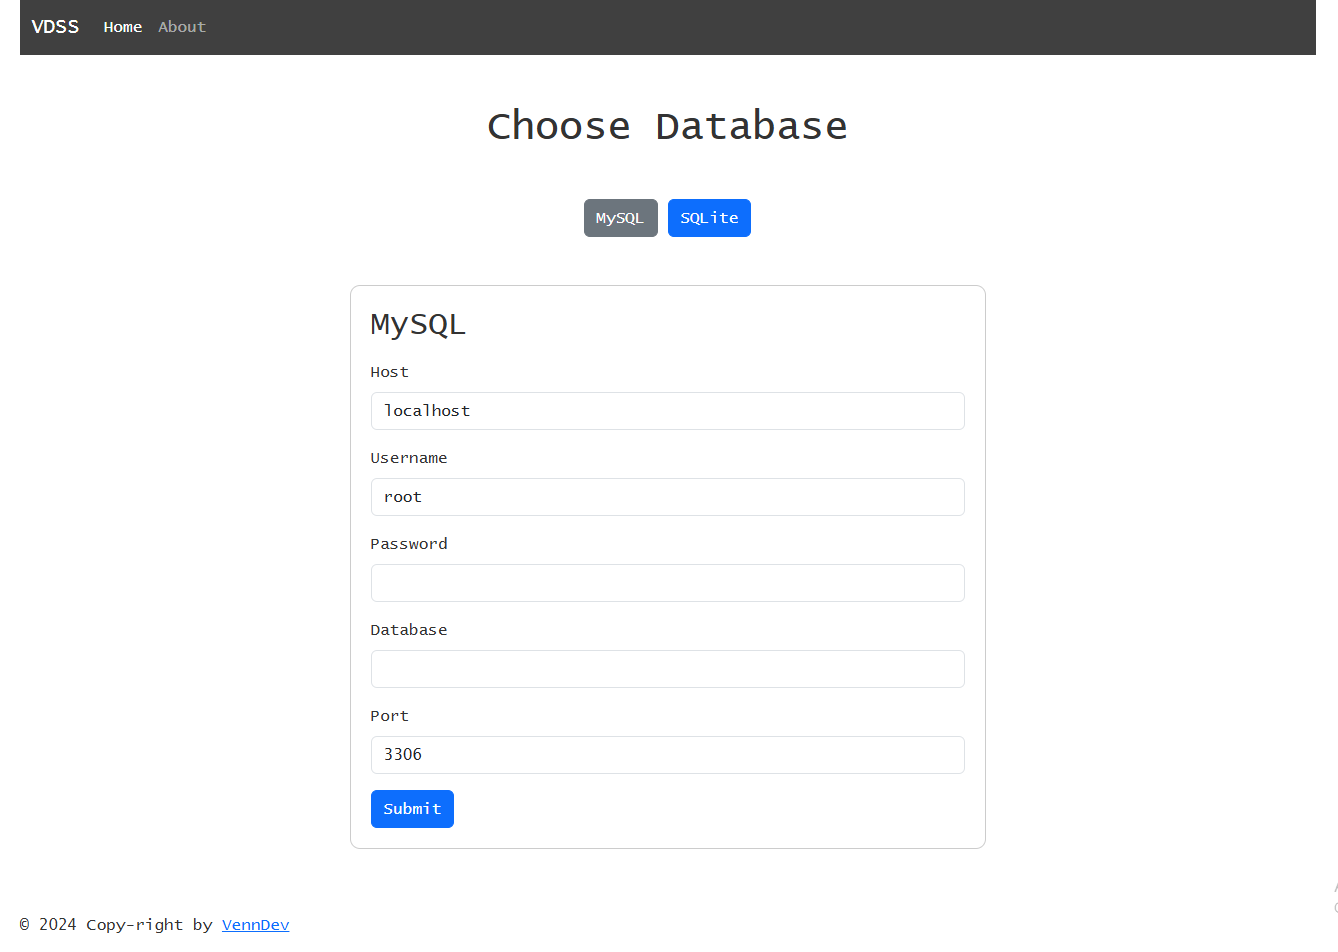 VDSS Home About
Choose Database
MySQL SQLite
MySQL
Host
localhost
Username
root
Password
Database
Port
3306
Submit
© 2024 Copy-right by VennDev